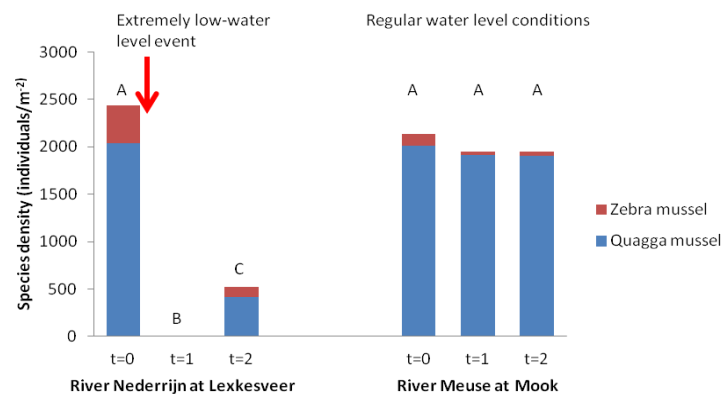 Extremely low-water
level event
Regular water level conditions
Species density (individuals/m⁻²)
3000
2500
2000
1500
1000
500
0
A
B
C
A
A
A
Zebra mussel
Quagga mussel
t=0
t=1
t=2
t=0
t=1
t=2
River Nederrijn at Lexkesveer
River Meuse at Mook